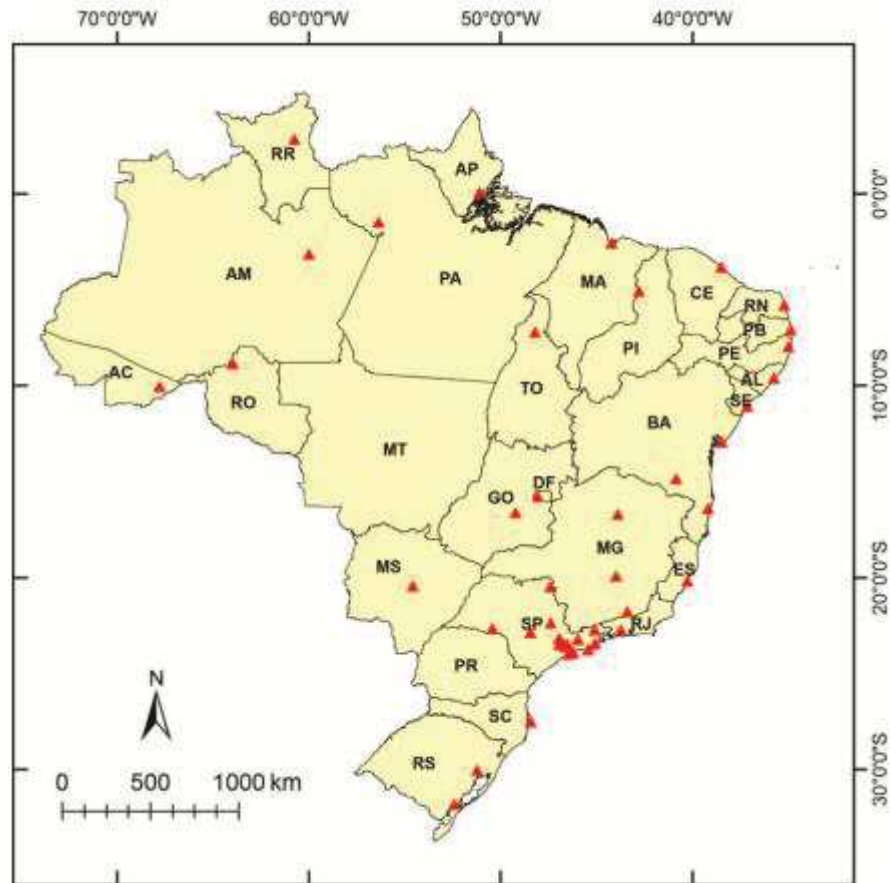 70°0'0"W 60°0'0"W 50°0'0"W 40°0'0"W
RR
AP
0°0'0"
AM
PA
MA
CE
RN
PB
PI
PE
AC
TO
AL
10°0'0"S
RO
SE
BA
MT
DF
GO
MG
MS
ES
20°0'0"S
SP
RJ
PR
N
SC
RS
30°0'0"S
0 500 1000 km